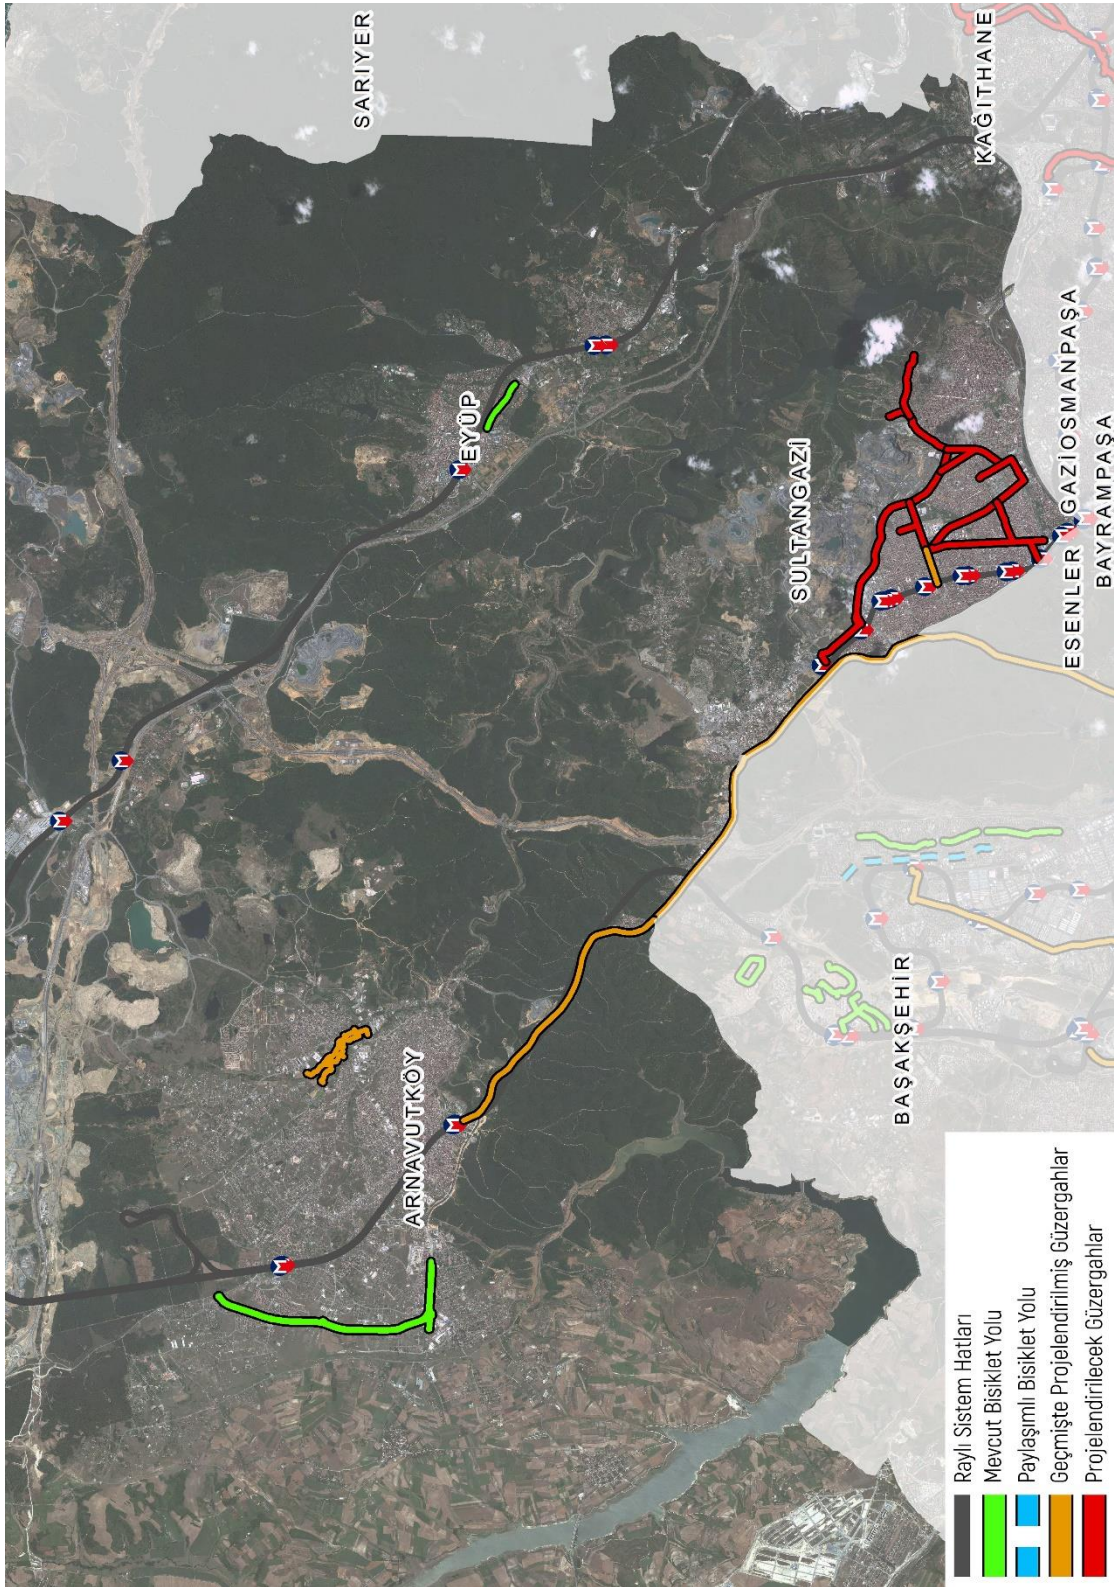 SARIYER
KAĞITHANE
EYÜP
SULTANGAZİ
GAZİOSMANPAŞA
ESENLER
BAYRAMPAŞA
ARNAVUTKÖY
BAŞAKŞEHİR
Raylı Sistem Hatları
Mevcut Bisiklet Yolu
Paylaşımlı Bisiklet Yolu
Geçmişte Projelendirilmiş Güzergahlar
Projelendirilecek Güzergahlar